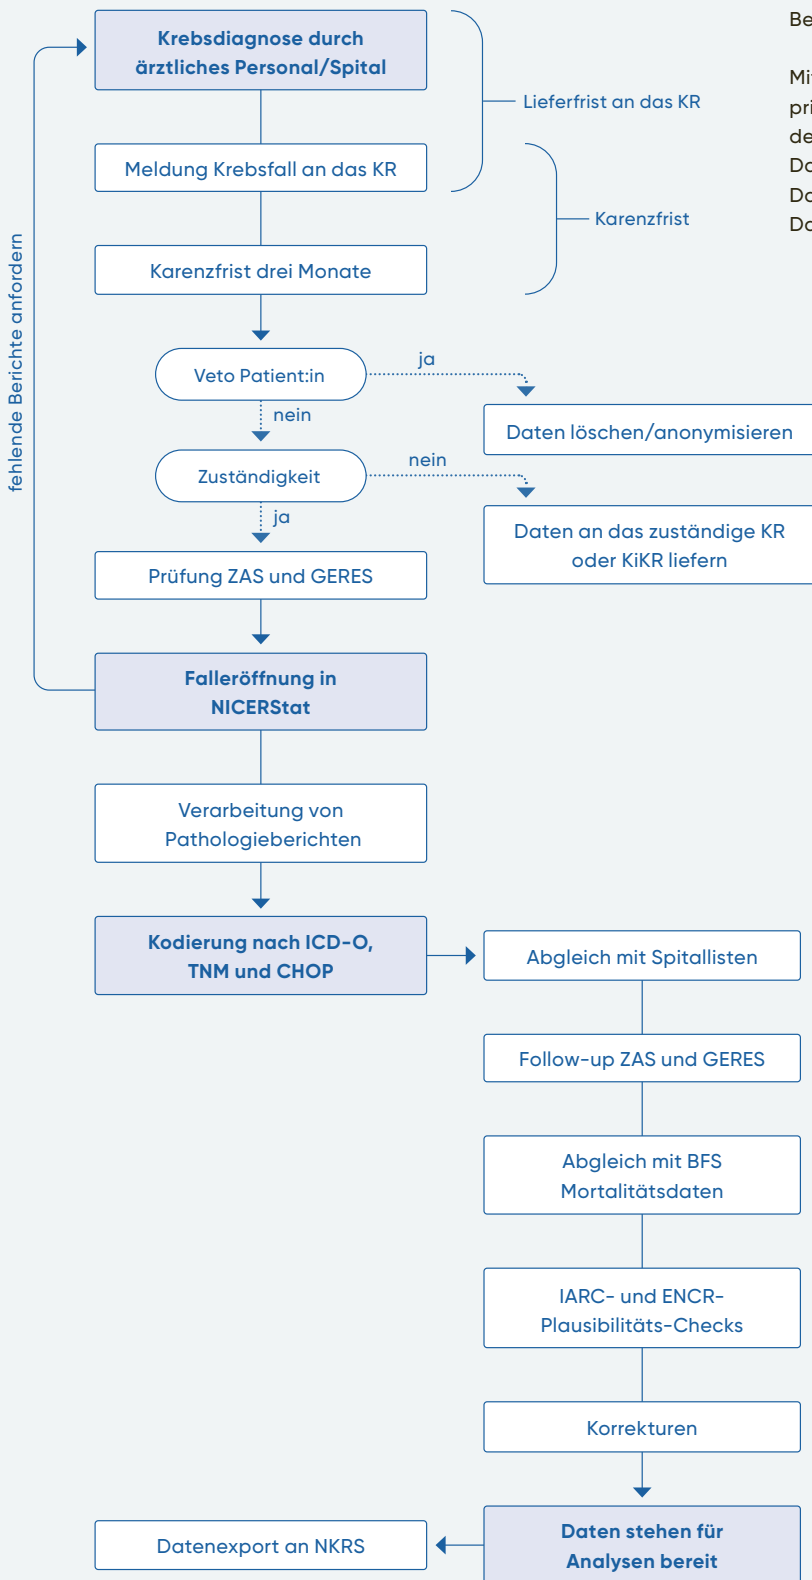 Krebsdiagnose durch
ärztliches Personal/Spital
Lieferfrist an das KR
Meldung Krebsfall an das KR
Karenzfrist
Karenzfrist drei Monate
fehlende Berichte anfordern
Veto Patient:in
ja
nein
Daten löschen/anonymisieren
Zuständigkeit
nein
ja
Daten an das zuständige KR
oder KiKR liefern
Prüfung ZAS und GERES
Falleröffnung in
NICERStat
Verarbeitung von
Pathologieberichten
Kodierung nach ICD-O,
TNM und CHOP
Abgleich mit Spitallisten
Follow-up ZAS und GERES
Abgleich mit BFS
Mortalitätsdaten
IARC- und ENCR-
Plausibilitäts-Checks
Korrekturen
Daten stehen für
Analysen bereit
Datenexport an NKRS